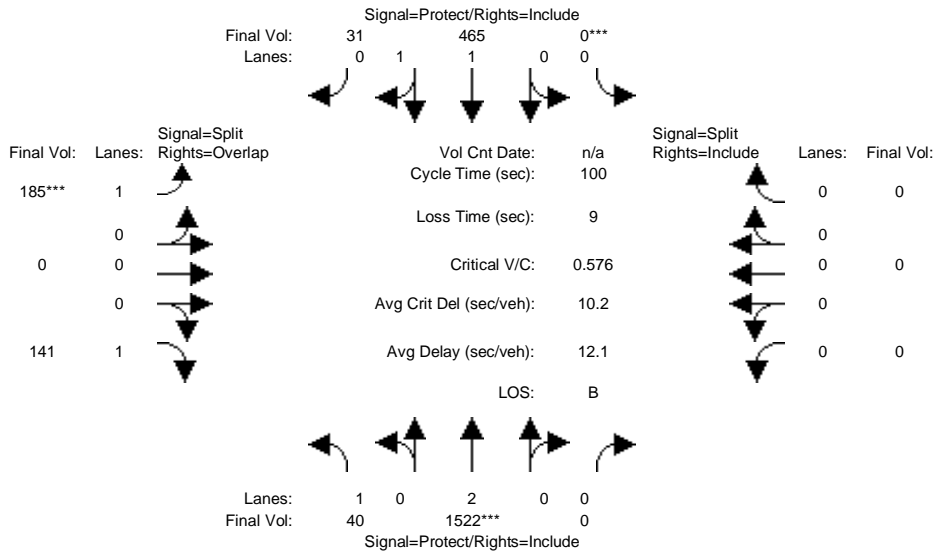 Signal=Protect/Rights=Include
Final Vol: 31 465 0***
Lanes: 0 1 1 0 0
Signal=Split Signal=Split
Final Vol: Lanes: Rights=Overlap Vol Cnt Date: n/a Rights=Include Lanes: Final Vol:
Cycle Time (sec): 100
185*** 1 0 0
Loss Time (sec): 9
0 0
0 0 Critical V/C: 0.576 0 0
0 Avg Crit Del (sec/veh): 10.2 0
141 1 Avg Delay (sec/veh): 12.1 0 0
LOS: B
Lanes: 1 0 2 0 0
Final Vol: 40 1522*** 0
Signal=Protect/Rights=Include